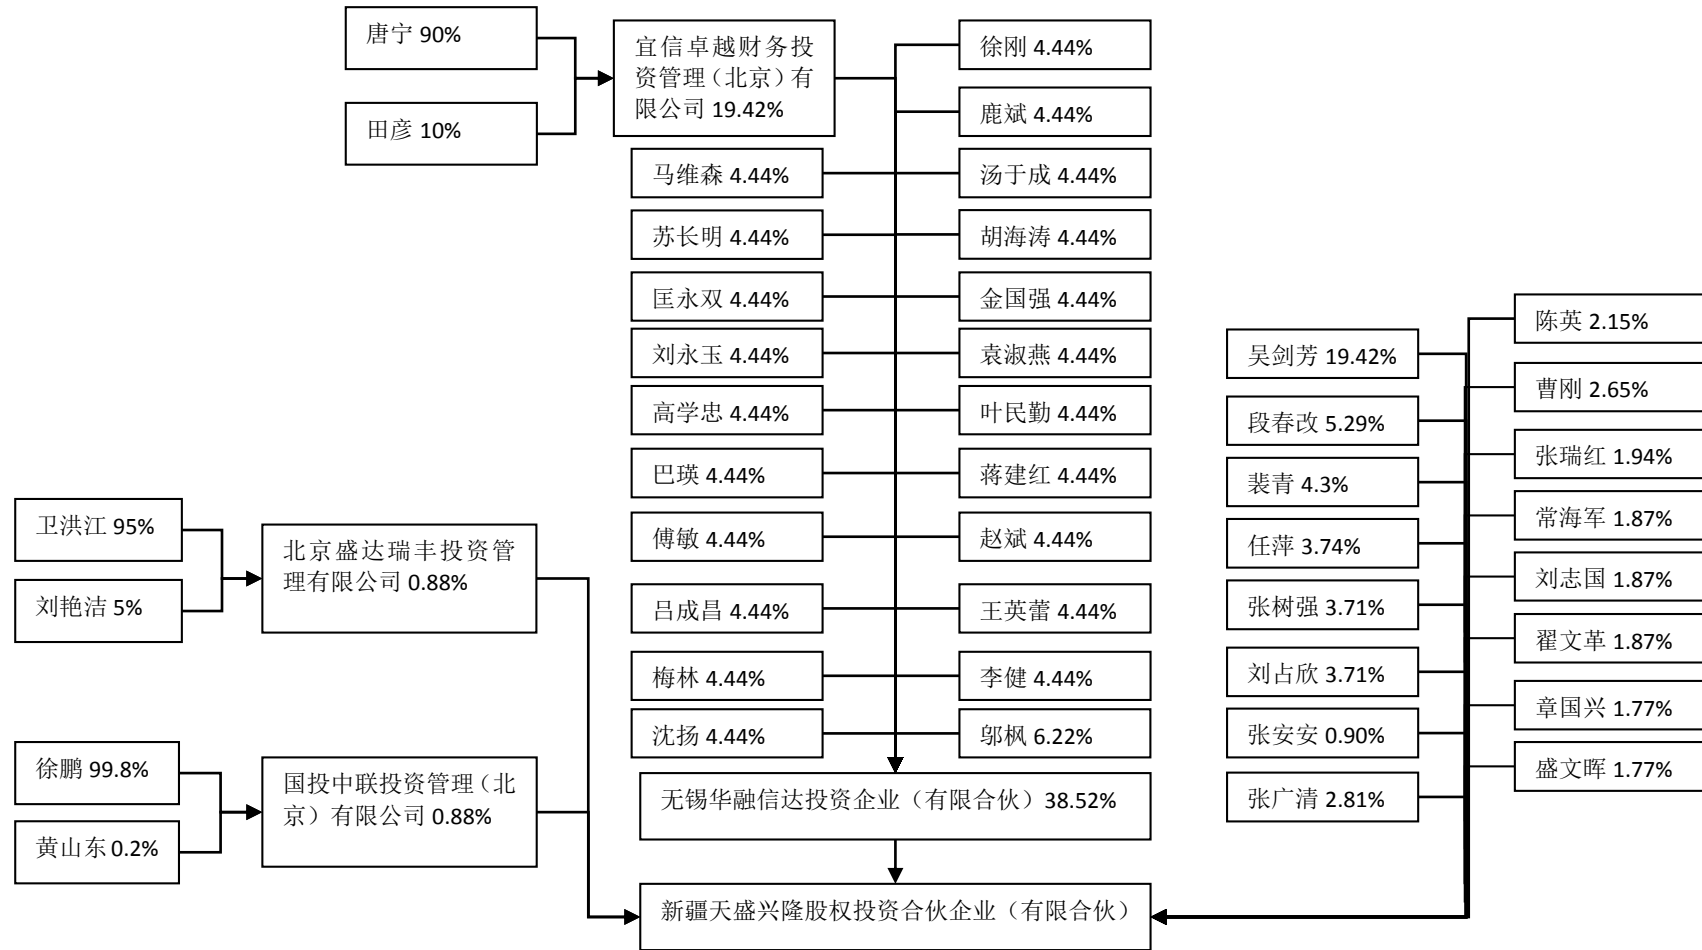 唐宁 90%
田彦 10%
宜信卓越财务投
资管理（北京）有
限公司 19.42%
徐刚 4.44%
鹿斌 4.44%
马维森 4.44%
汤于成 4.44%
苏长明 4.44%
胡海涛 4.44%
匡永双 4.44%
金国强 4.44%
刘永玉 4.44%
袁淑燕 4.44%
高学忠 4.44%
叶民勤 4.44%
巴瑛 4.44%
蒋建红 4.44%
傅敏 4.44%
赵斌 4.44%
吕成昌 4.44%
王英蕾 4.44%
梅林 4.44%
李健 4.44%
沈扬 4.44%
邬枫 6.22%
卫洪江 95%
刘艳洁 5%
北京盛达瑞丰投资管
理有限公司 0.88%
徐鹏 99.8%
黄山东 0.2%
国投中联投资管理（北
京）有限公司 0.88%
无锡华融信达投资企业（有限合伙）38.52%
吴剑芳 19.42%
段春改 5.29%
裴青 4.3%
任萍 3.74%
张树强 3.71%
刘占欣 3.71%
张安安 0.90%
张广清 2.81%
陈英 2.15%
曹刚 2.65%
张瑞红 1.94%
常海军 1.87%
刘志国 1.87%
翟文革 1.87%
章国兴 1.77%
盛文晖 1.77%
新疆天盛兴隆股权投资合伙企业（有限合伙）